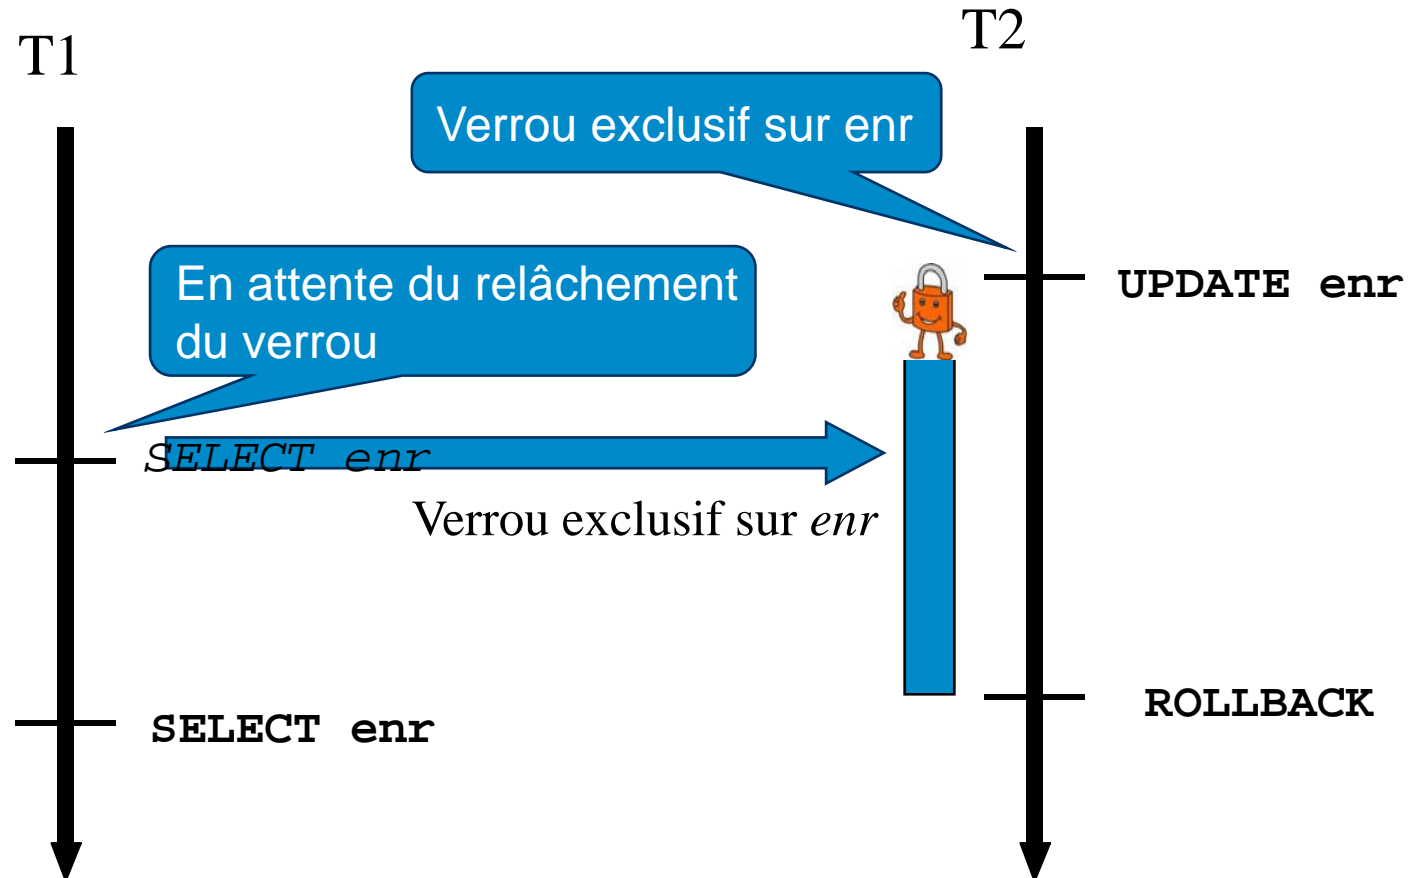 T1
T2
Verrou exclusif sur enr
En attente du relâchement
du verrou
UPDATE enr
SELECT enr
Verrou exclusif sur enr
ROLLBACK
SELECT enr